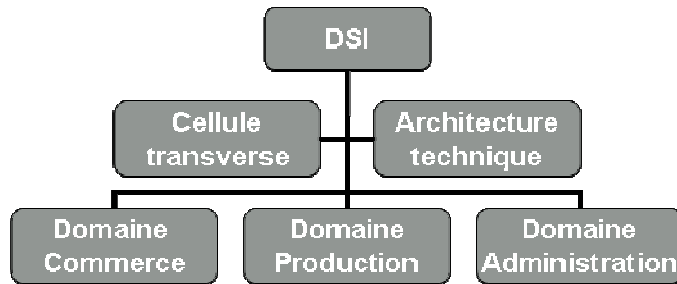 DSI
Cellule
transverse
Architecture
technique
Domaine
Commerce
Domaine
Production
Domaine
Administration